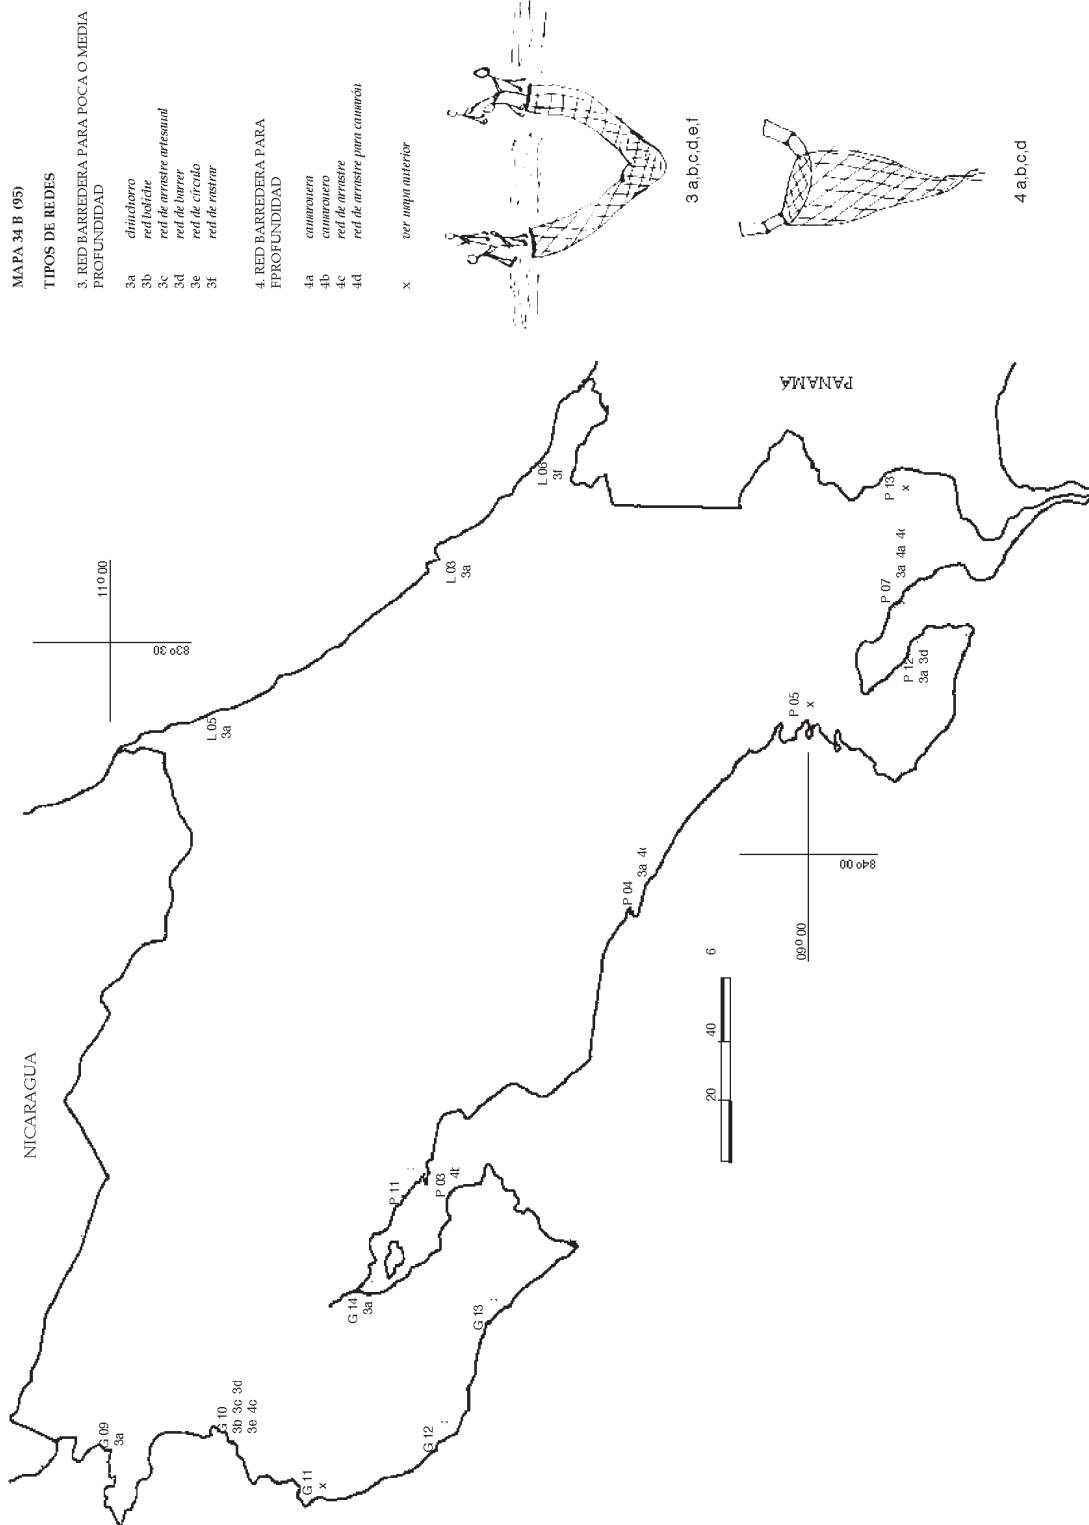 MAPA 34 B (95)
TIPOS DE REDES
3. RED BARREDERA PARA POCA O MEDIA
PROFUNDIDAD
3a chinchorro
3b red boliche
3c red de arrastre artesanal
3d red de barrer
3e red de círculo
3f red de rastrar
4. RED BARREDERA PARA
FPROFUNDIDAD
4a camaronera
4b camaronero
4c red de arrastre
4d red de arrastre para camarón
x ver mapa anterior
3 a,b,c,d,e,f
4 a,b,c,d
NICARAGUA
11º 00
83º 30
L 05
3a
L 03
3a
L 06
3f
PANAMÁ
G 09
3a
G 10
3b 3c 3d
3e 4c
G 11
x
G 12
G 13
G 14
3a
P 11
P 03
4b
P 04
3a 4c
P 05
x
P 12
3a 3d
P 07
3a 4a 4c
P 13
x
09º 00
84º 00
20 40 6